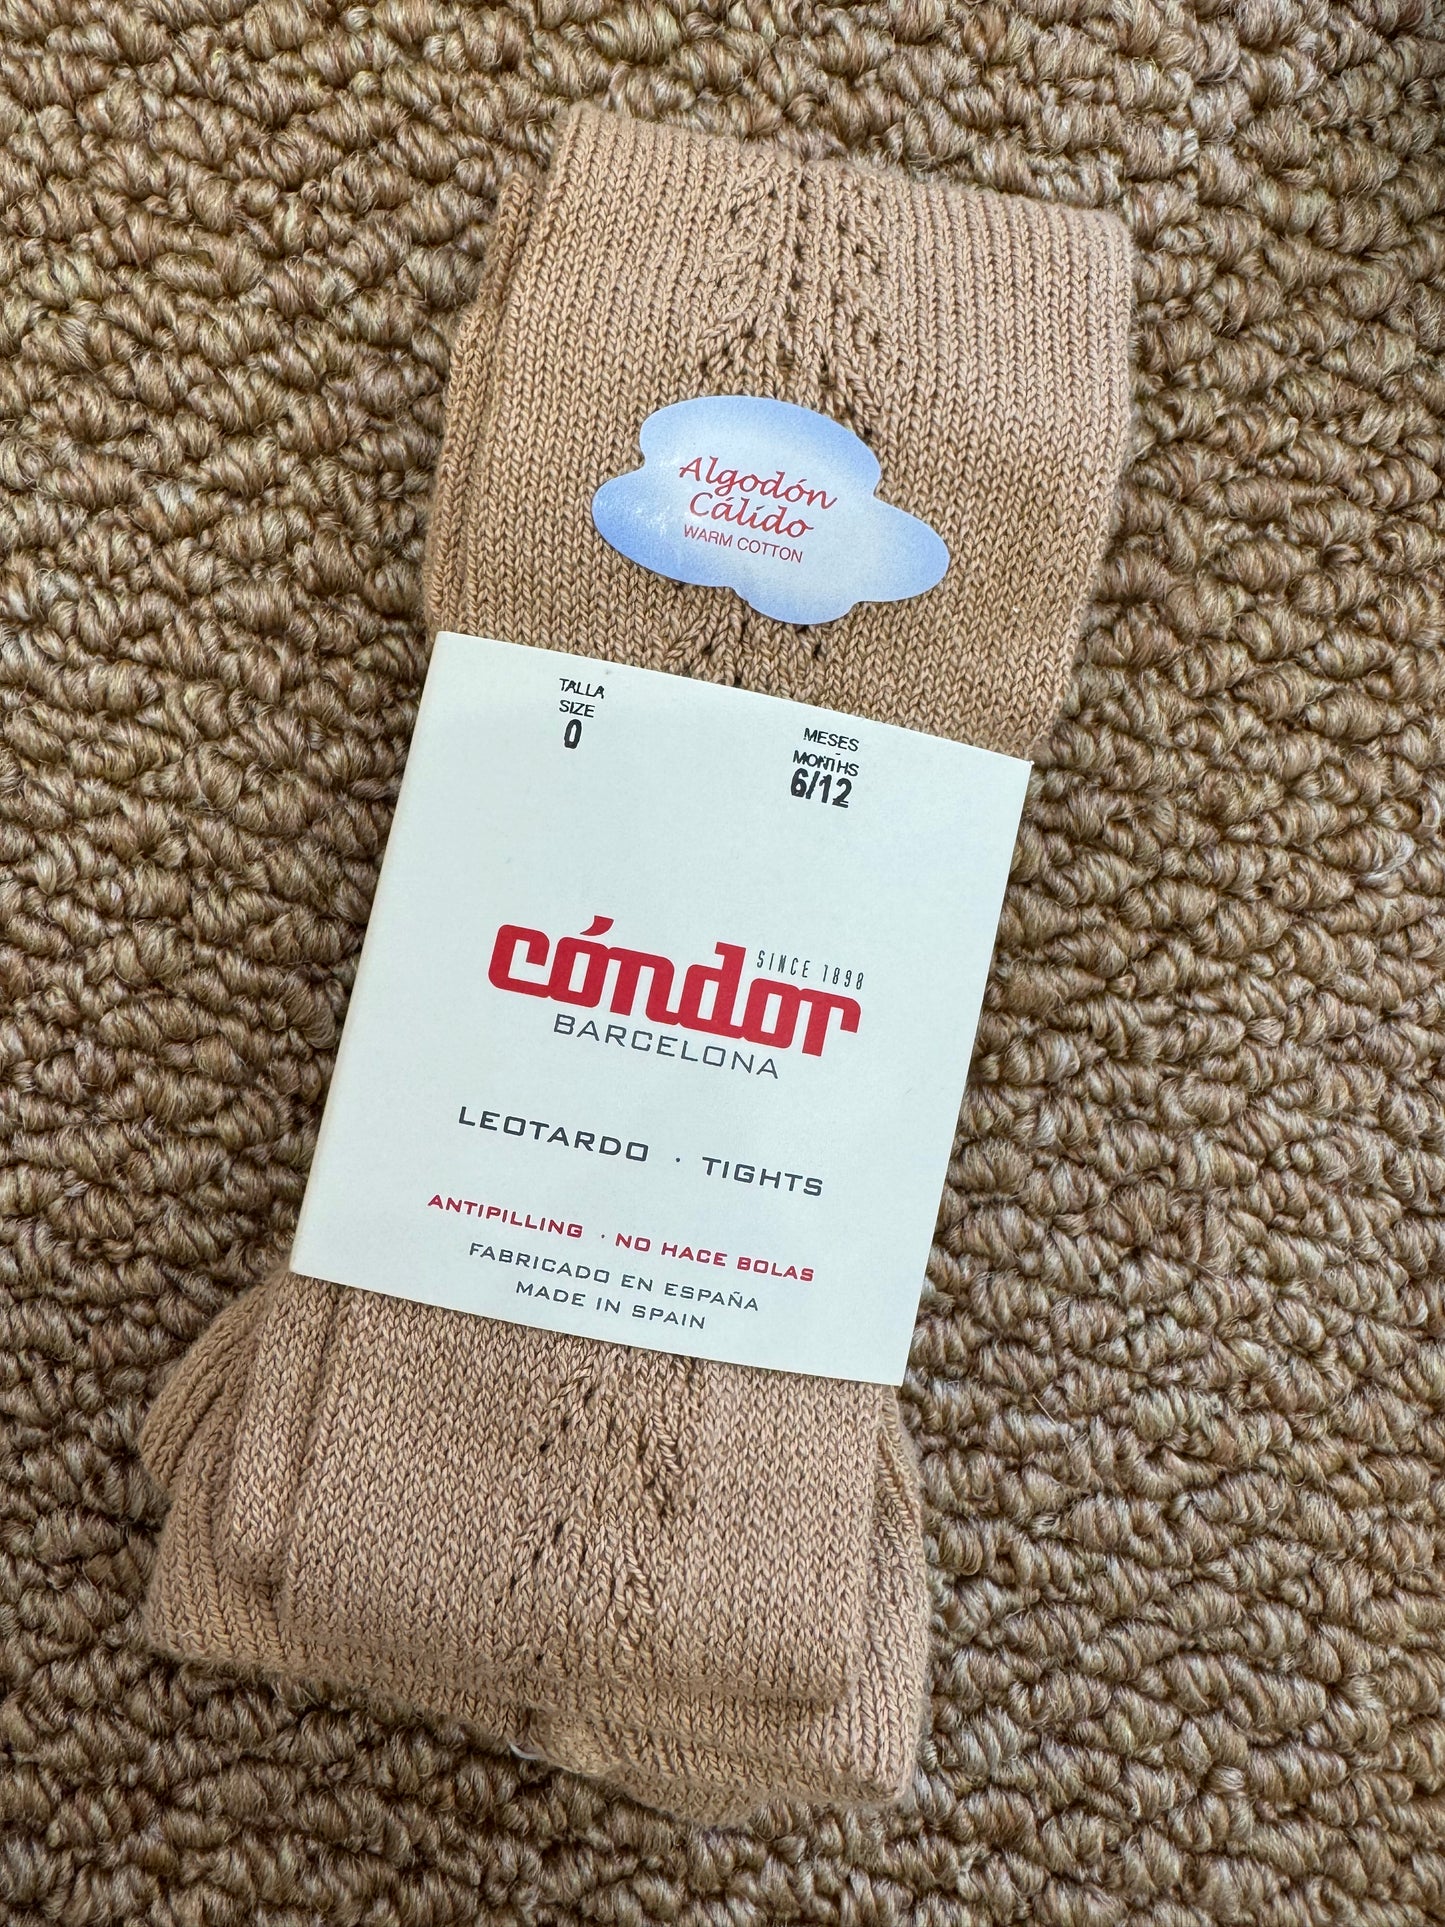 Algodón
Cálido
WARM COTTON
TALLA
SIZE
0
MESES
MONTHS
6/12
cóndor
SINCE 1898
BARCELONA
LEOTARDO · TIGHTS
ANTIPILLING · NO HACE BOLAS
FABRICADO EN ESPAÑA
MADE IN SPAIN